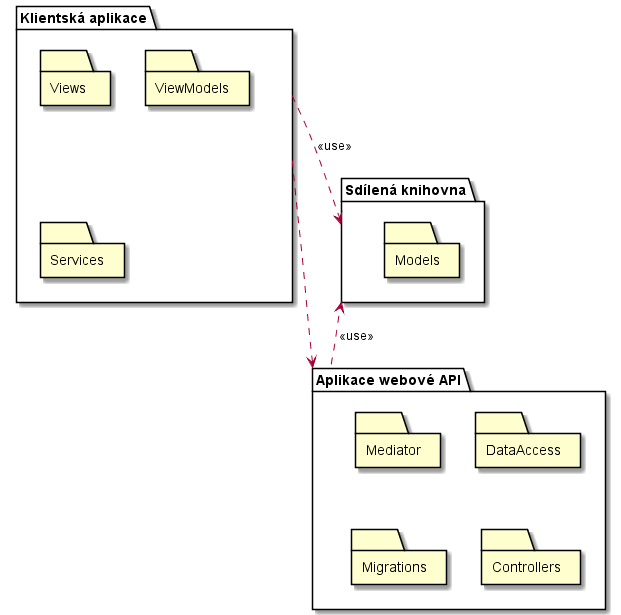 Klientská aplikace
Views
ViewModels
Services
«use»
Sdílená knihovna
Models
«use»
Aplikace webové API
Mediator
DataAccess
Migrations
Controllers